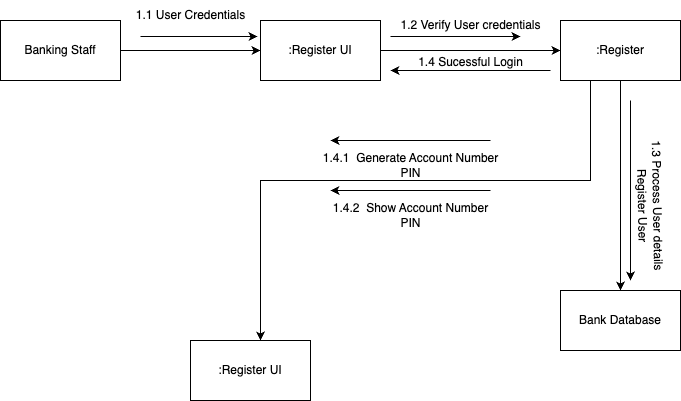 1.1 User Credentials
1.2 Verify User credentials
Banking Staff
:Register UI
:Register
1.4 Sucessful Login
1.4.1 Generate Account Number
PIN
1.4.2 Show Account Number
PIN
1.3 Process User details
Register User
Bank Database
:Register UI